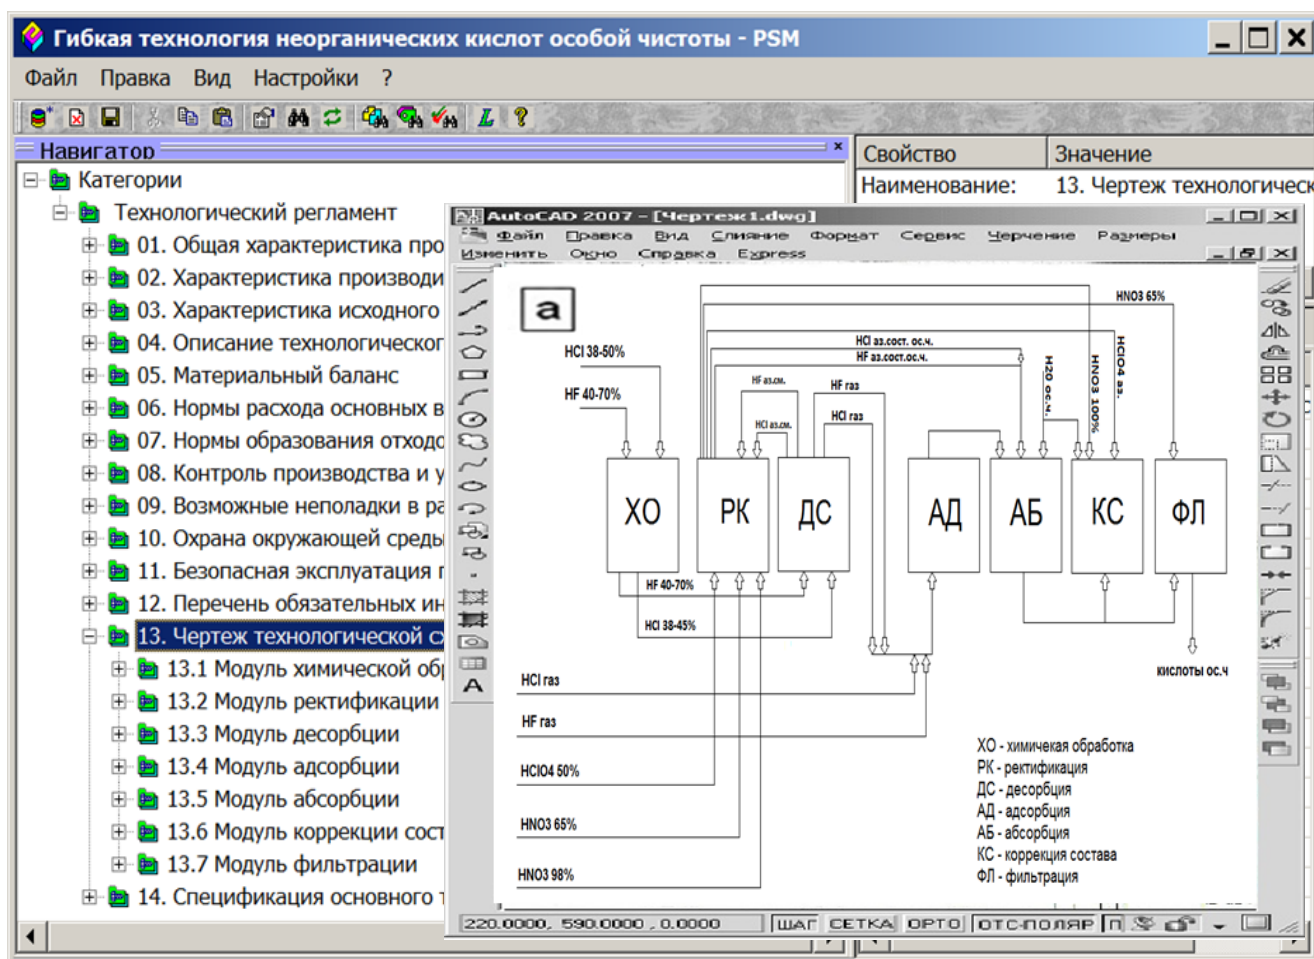 Гибкая технология неорганических кислот особой чистоты - PSM
Файл Правка Вид Настройки ?
Навигатор
Свойство Значение
Наименование: 13. Чертеж технологическ
Категории
Технологический регламент
01. Общая характеристика про
02. Характеристика производи
03. Характеристика исходного
04. Описание технологическог
05. Материальный баланс
06. Нормы расхода основных в
07. Нормы образования отходо
08. Контроль производства и у
09. Возможные неполадки в ра
10. Охрана окружающей среды
11. Безопасная эксплуатация п
12. Перечень обязательных ин
13. Чертеж технологической сх
13.1 Модуль химической обр
13.2 Модуль ректификации
13.3 Модуль десорбции
13.4 Модуль адсорбции
13.5 Модуль абсорбции
13.6 Модуль коррекции сост
13.7 Модуль фильтрации
14. Спецификация основного т
AutoCAD 2007 - [Чертеж1.dwg]
Файл Правка Вид Слияние Формат Сервис Черчение Размеры
Изменить Окно Справка Express
а
HNO3 65%
HCl 38-50%
HCl аз.сост. ос.ч.
HF аз.сост.ос.ч.
HF 40-70%
HF аз.см.
HF газ
HCl газ
HCl аз.см.
H2O ос.ч.
HNO3 100%
HClO4 аз.
ХО РК ДС АД АБ КС ФЛ
HF 40-70%
HCl 38-45%
кислоты ос.ч
HCl газ
HF газ
HClO4 50%
HNO3 65%
HNO3 98%
ХО - химичекая обработка
РК - ректификация
ДС - десорбция
АД - адсорбция
АБ - абсорбция
КС - коррекция состава
ФЛ - фильтрация
220.0000, 590.0000 , 0.0000 ШАГ СЕТКА ОРТО ОТС-ПОЛЯР П